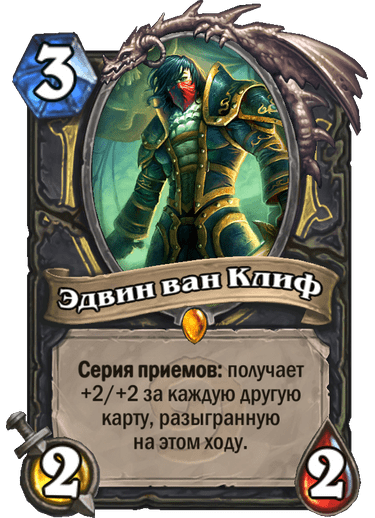 3
Эдвин ван Клиф
Серия приемов: получает
+2/+2 за каждую другую
карту, разыгранную
на этом ходу.
2
2